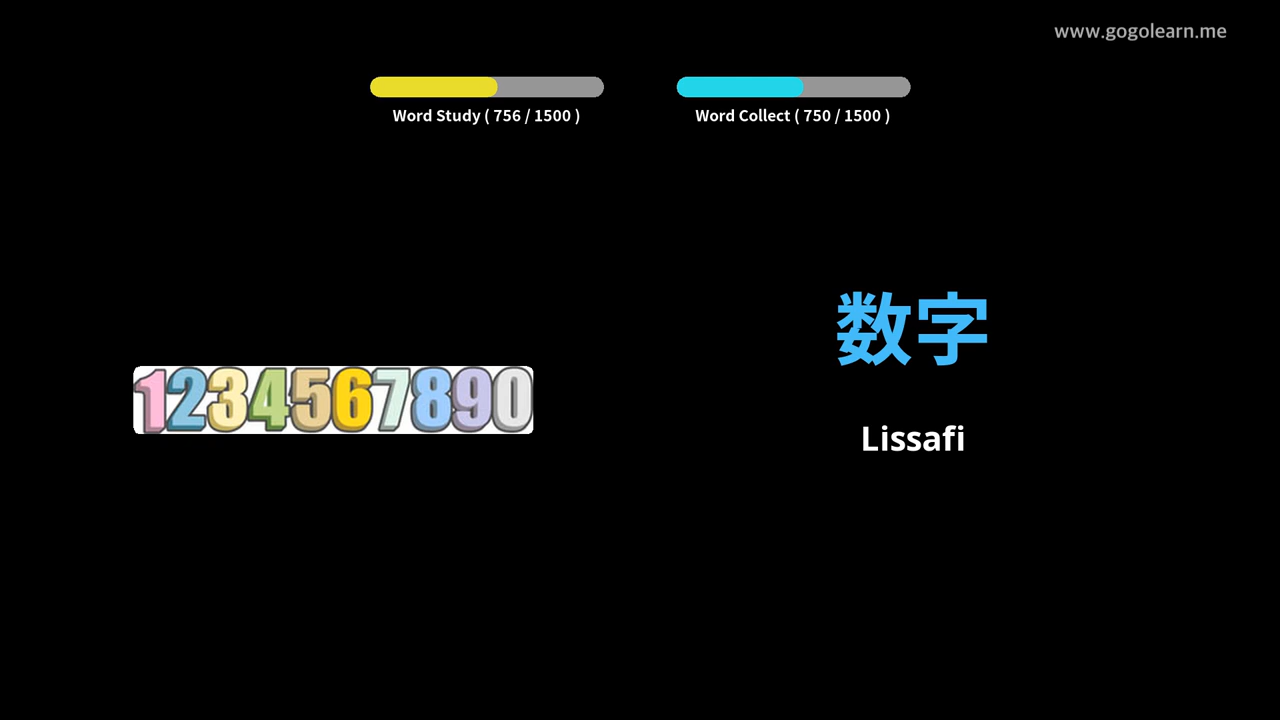 www.gogolearn.me
Word Study ( 756 / 1500 )
Word Collect ( 750 / 1500 )
1234567890
数字
Lissafi